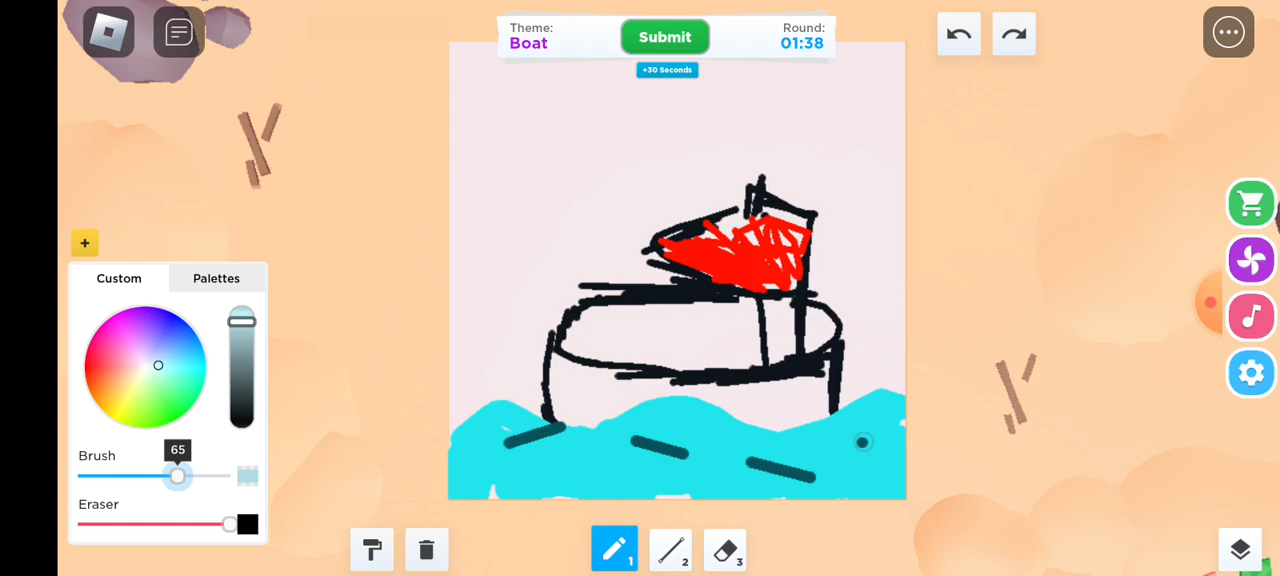 Theme:
Boat
Submit
Round:
01:38
+30 Seconds
+
Custom
Palettes
Brush
65
Eraser
1
2
3